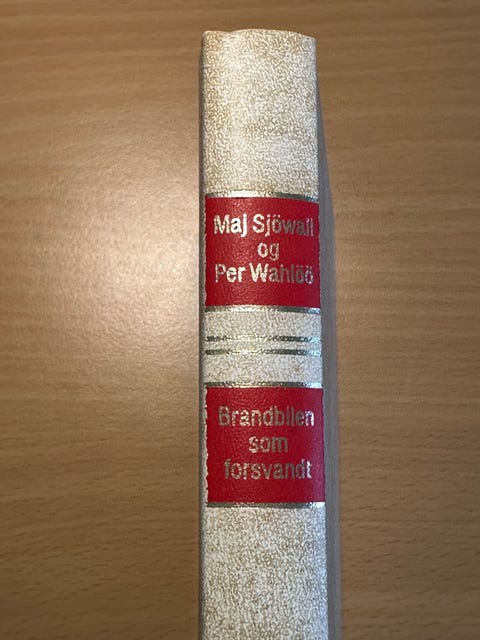 Maj Sjöwall
og
Per Wahlöö
Brandbilen
som
forsvandt